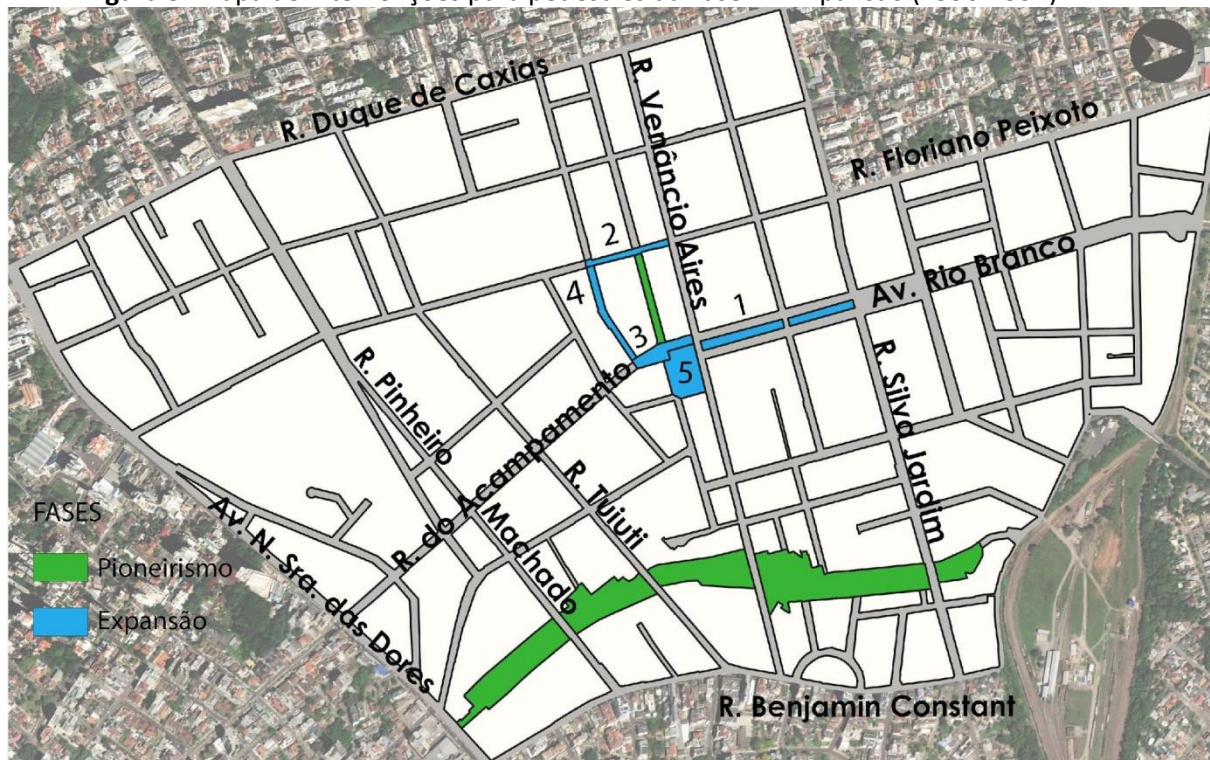 R. Duque de Caxias
R. Venâncio Aires
R. Floriano Peixoto
Av. Rio Branco
2
1
4
3
5
R. Pinheiro
Machado
R. do Acampamento
R. Tuiuti
R. Silva Jardim
Av. N. Sra. das Dores
R. Benjamin Constant
FASES
Pioneirismo
Expansão